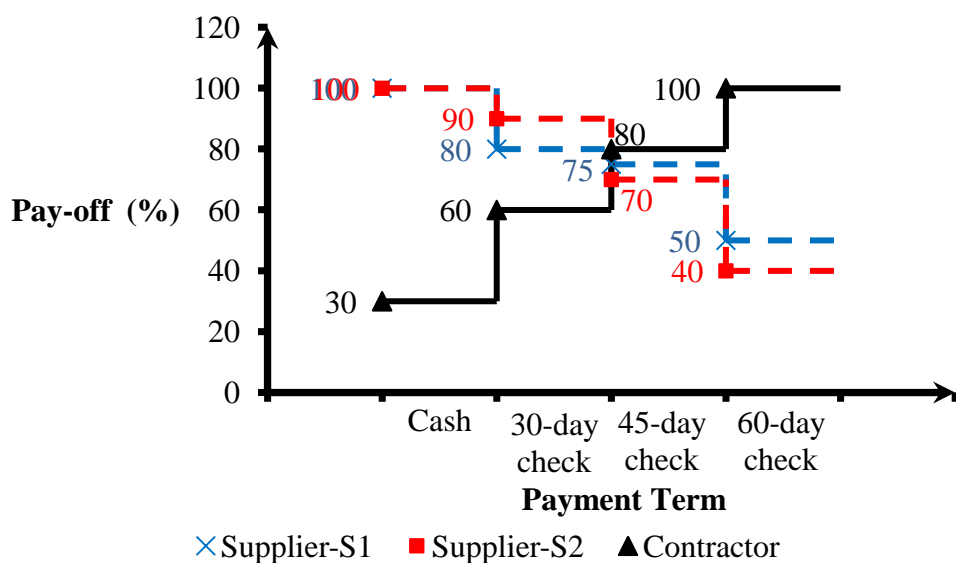 120
100
100
100
100
90
80
80
80
75
70
Pay-off (%)
60
60
50
40
40
30
20
0
Cash
30-day check
45-day check
60-day check
Payment Term
Supplier-S1
Supplier-S2
Contractor